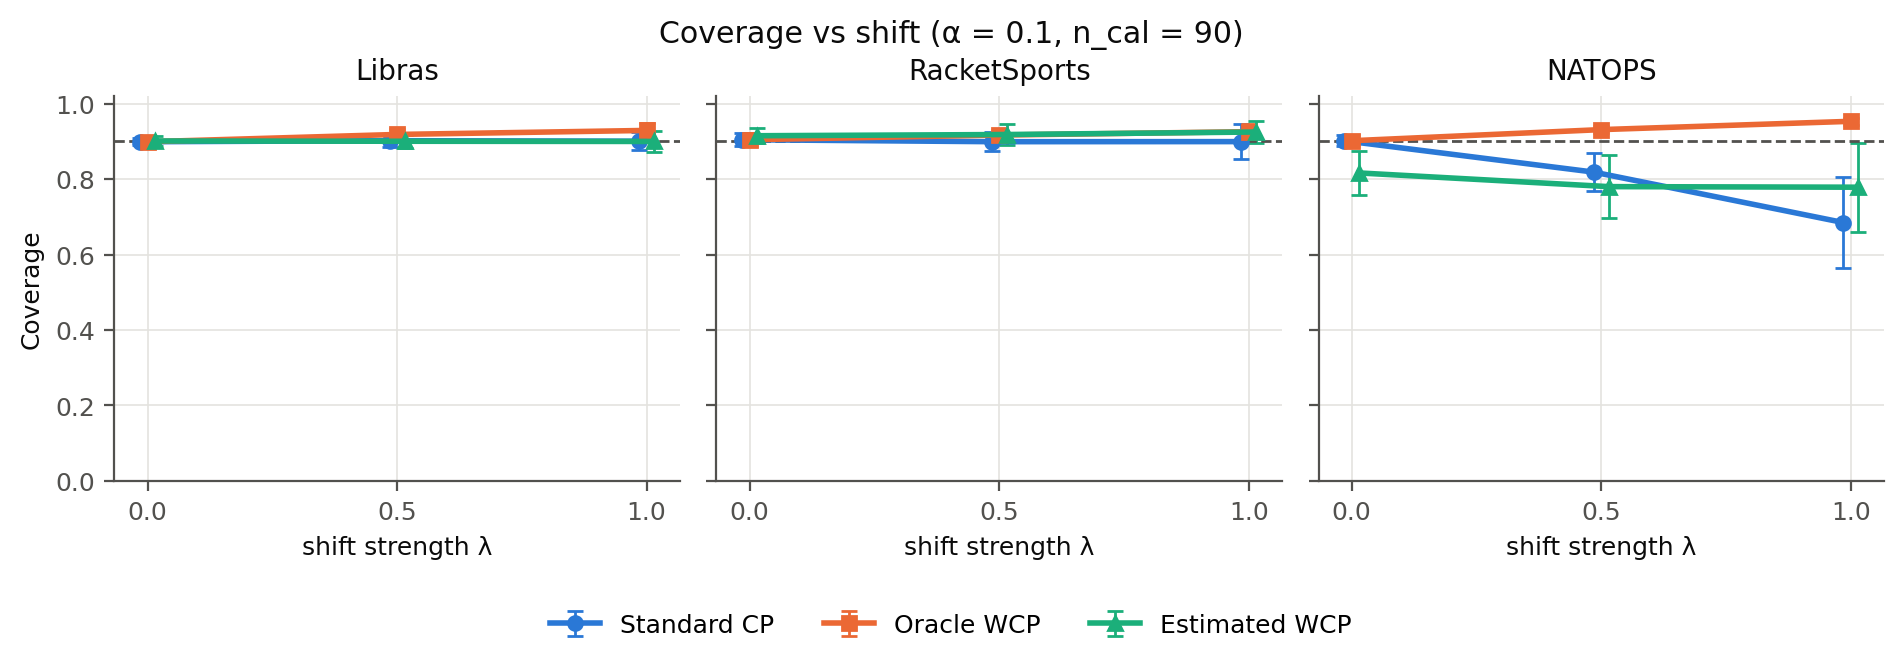 Coverage vs shift (α = 0.1, n_cal = 90)
Libras
RacketSports
NATOPS
Coverage
1.0
0.8
0.6
0.4
0.2
0.0
0.0 0.5 1.0
0.0 0.5 1.0
0.0 0.5 1.0
shift strength λ
shift strength λ
shift strength λ
Standard CP
Oracle WCP
Estimated WCP